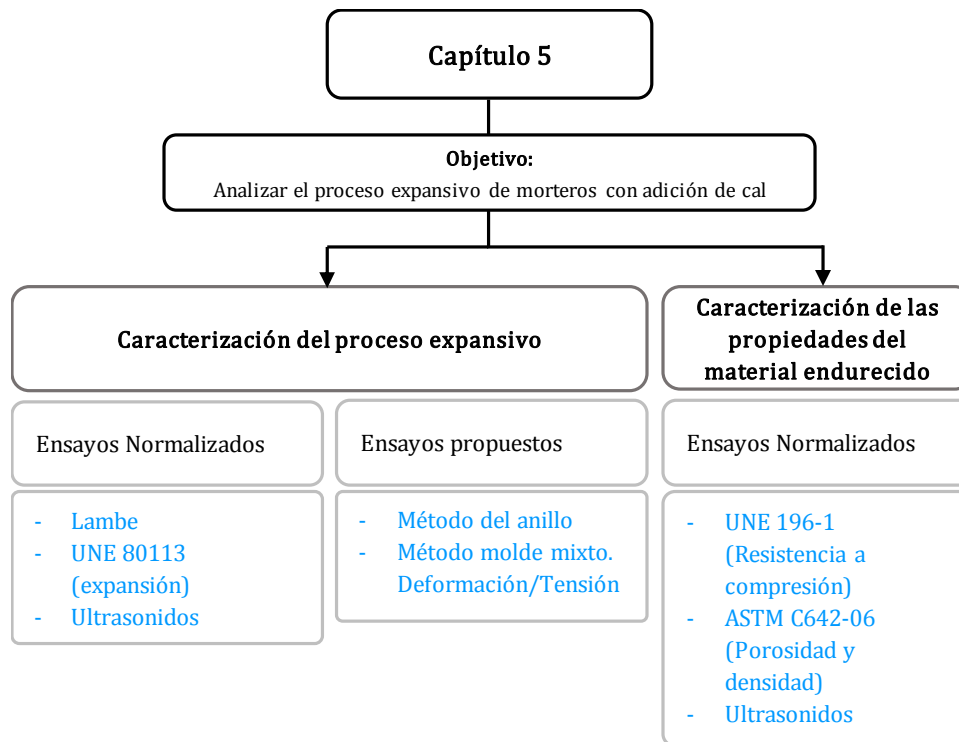 Capítulo 5
Objetivo:
Analizar el proceso expansivo de morteros con adición de cal
Caracterización del proceso expansivo
Caracterización de las
propiedades del
material endurecido
Ensayos Normalizados
Ensayos propuestos
Ensayos Normalizados
- Lambe
- UNE 80113
(expansión)
- Ultrasonidos
- Método del anillo
- Método molde mixto.
Deformación/Tensión
- UNE 196-1
(Resistencia a
compresión)
- ASTM C642-06
(Porosidad y
densidad)
- Ultrasonidos